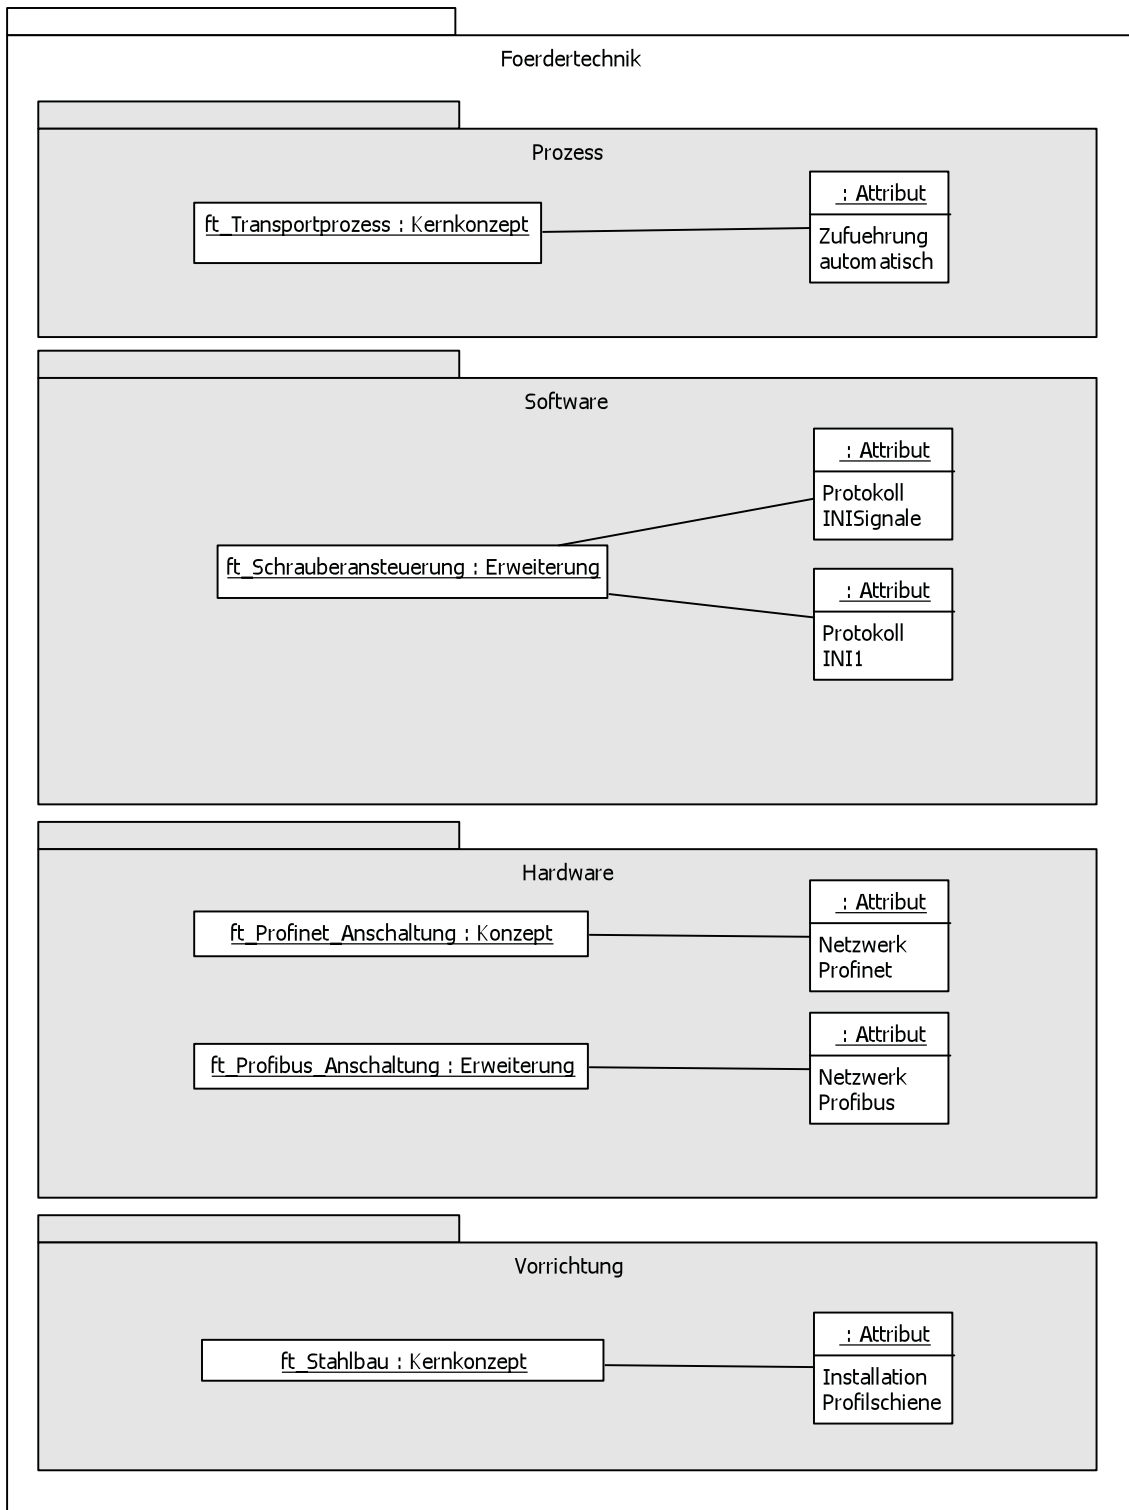 Foerdertechnik
Prozess
ft_Transportprozess : Kernkonzept
: Attribut
Zufuehrung
automatisch
Software
ft_Schrauberansteuerung : Erweiterung
: Attribut
Protokoll
INISignale
: Attribut
Protokoll
INI1
Hardware
ft_Profinet_Anschaltung : Konzept
: Attribut
Netzwerk
Profinet
ft_Profibus_Anschaltung : Erweiterung
: Attribut
Netzwerk
Profibus
Vorrichtung
ft_Stahlbau : Kernkonzept
: Attribut
Installation
Profilschiene